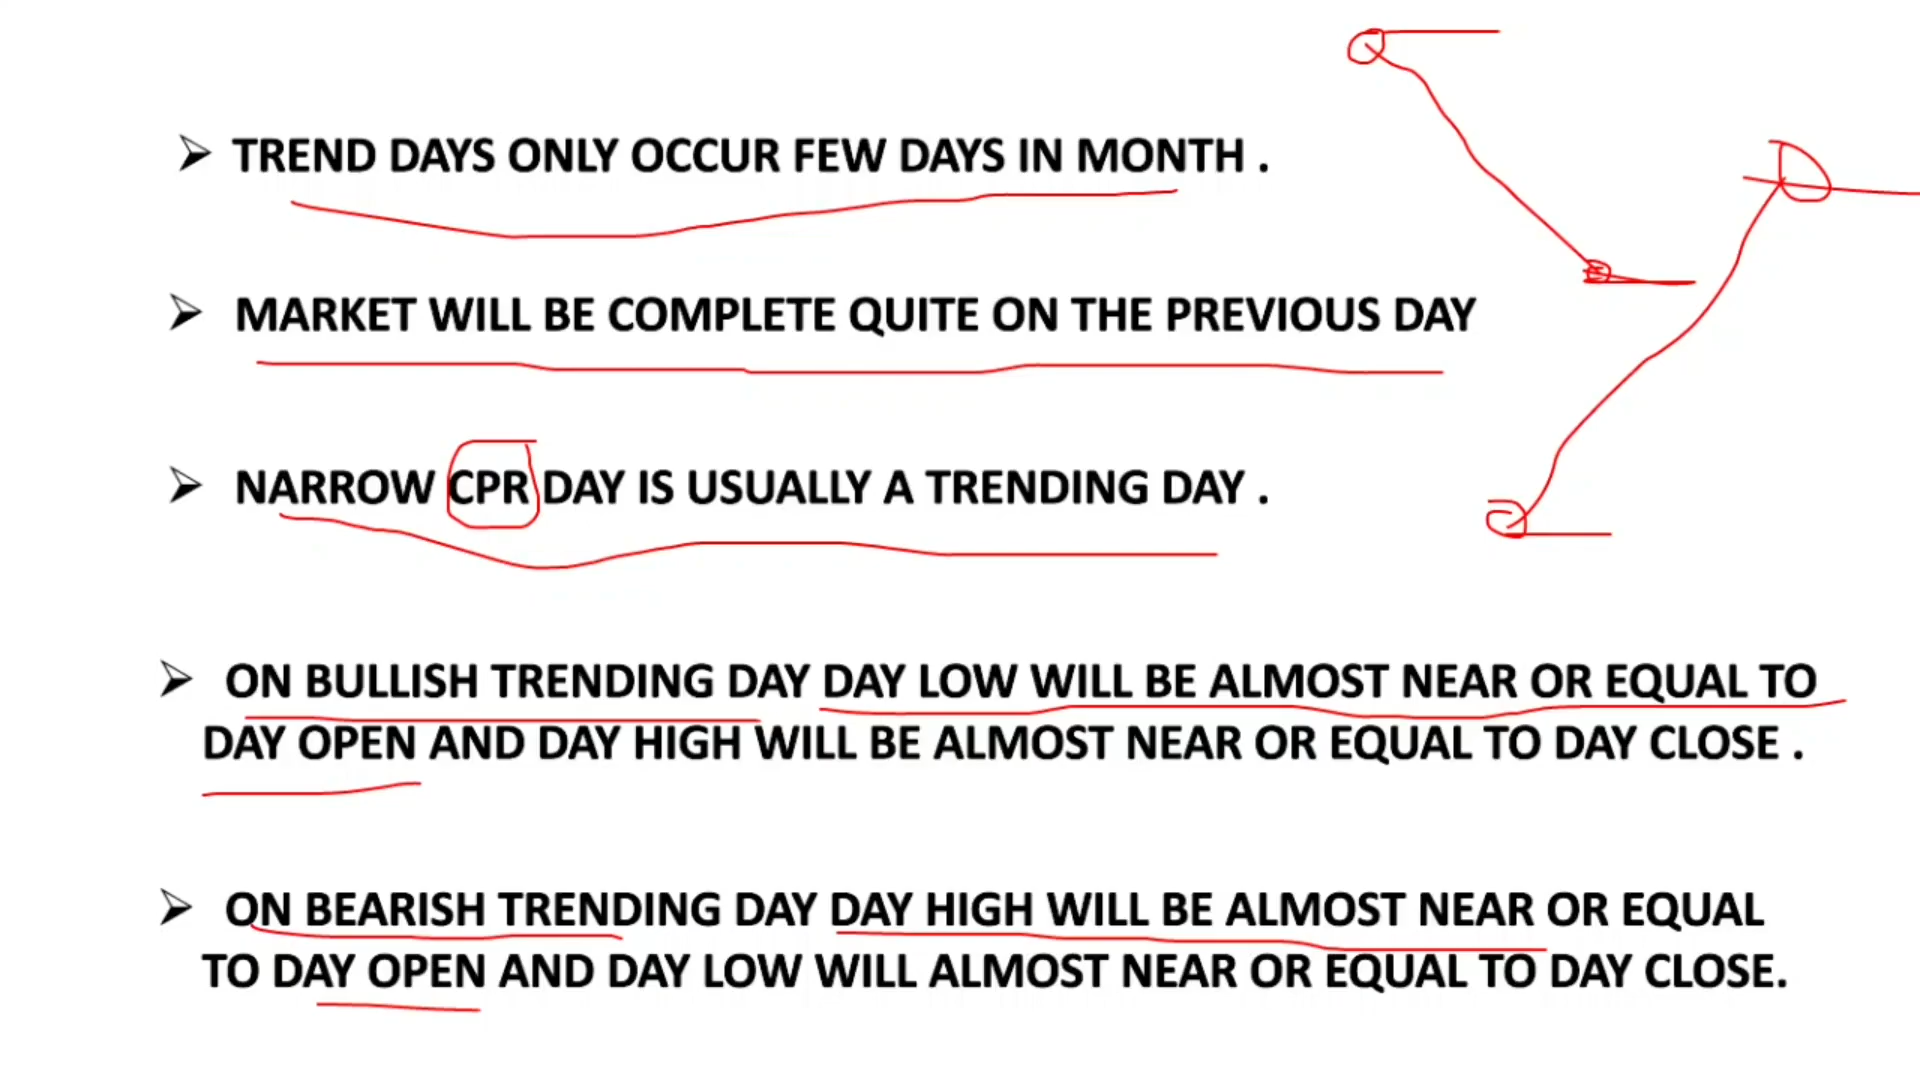 ➢ TREND DAYS ONLY OCCUR FEW DAYS IN MONTH .
➢ MARKET WILL BE COMPLETE QUITE ON THE PREVIOUS DAY
➢ NARROW CPR DAY IS USUALLY A TRENDING DAY .
➢ ON BULLISH TRENDING DAY DAY LOW WILL BE ALMOST NEAR OR EQUAL TO
DAY OPEN AND DAY HIGH WILL BE ALMOST NEAR OR EQUAL TO DAY CLOSE .
➢ ON BEARISH TRENDING DAY DAY HIGH WILL BE ALMOST NEAR OR EQUAL
TO DAY OPEN AND DAY LOW WILL ALMOST NEAR OR EQUAL TO DAY CLOSE.